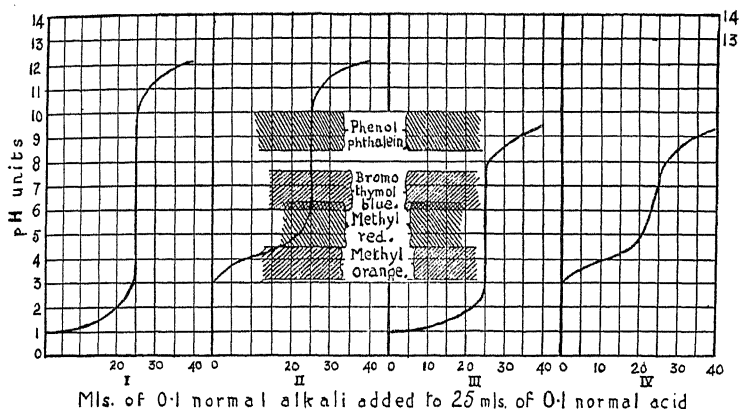 14
13
12
11
10
9
8
7
6
5
4
3
2
1
0
pH units
14
13
Phenol
phthalein
Bromo
thymol
blue.
Methyl
red.
Methyl
orange.
20 30 40 0 20 30 40 0 10 20 30 40 0 10 20 30 40
I II III IV
Mls. of 0·1 normal alkali added to 25 mls. of 0·1 normal acid